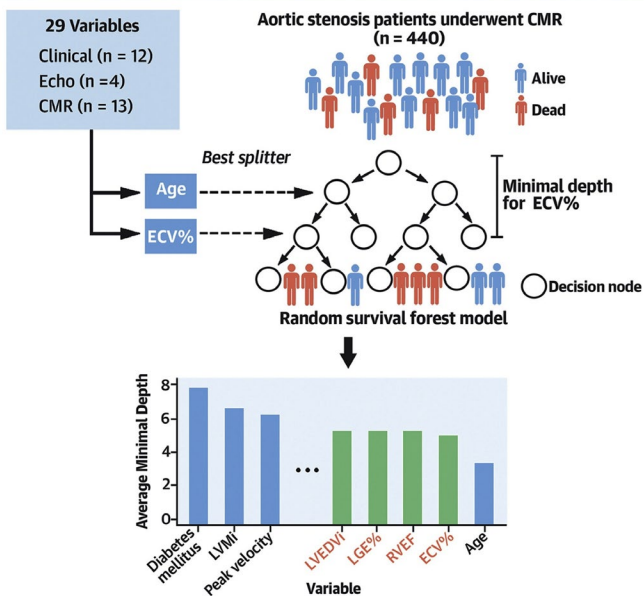 29 Variables
Clinical (n = 12)
Echo (n =4)
CMR (n = 13)
Aortic stenosis patients underwent CMR
(n = 440)
Alive
Dead
Best splitter
Age
ECV%
Minimal depth
for ECV%
Decision node
Random survival forest model
Average Minimal Depth
8
6
4
2
0
...
Diabetes
mellitus
LVMi
Peak velocity
LVEDVi
LGE%
RVEF
ECV%
Age
Variable